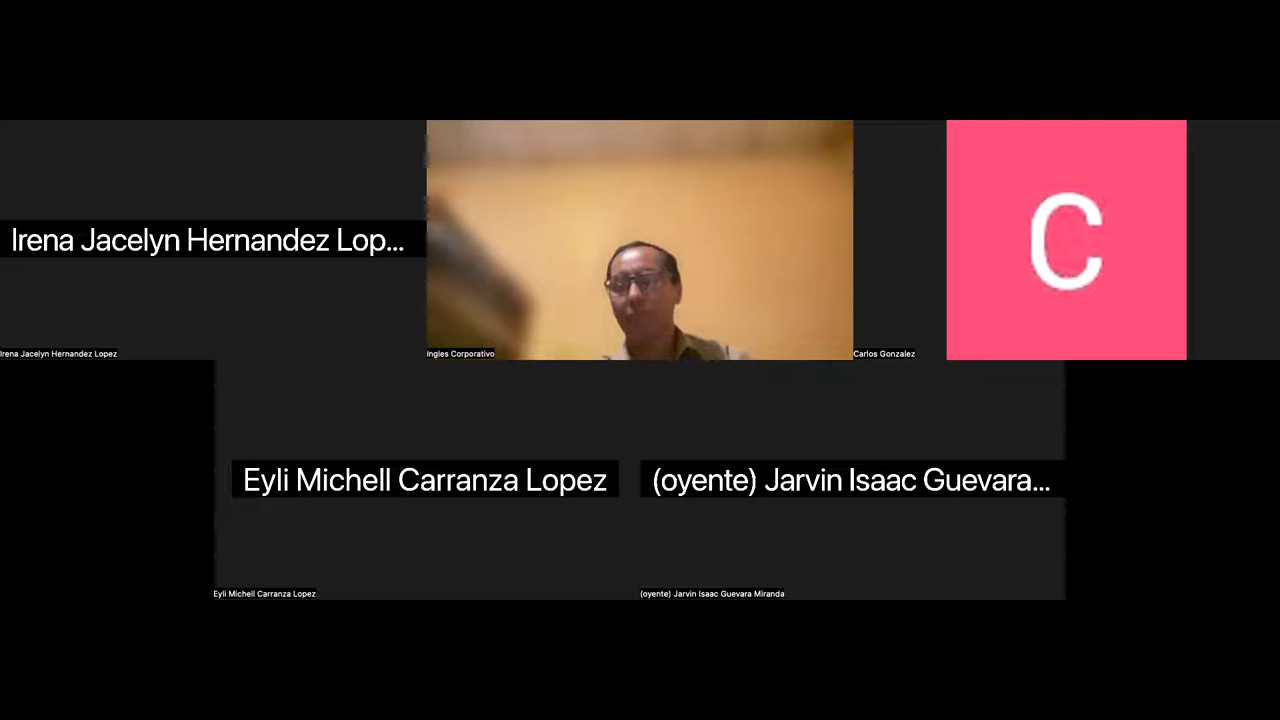 Irena Jacelyn Hernandez Lop...
Irena Jacelyn Hernandez Lopez
Ingles Corporativo
C
Carlos Gonzalez
Eyli Michell Carranza Lopez
Eyli Michell Carranza Lopez
(oyente) Jarvin Isaac Guevara...
(oyente) Jarvin Isaac Guevara Miranda